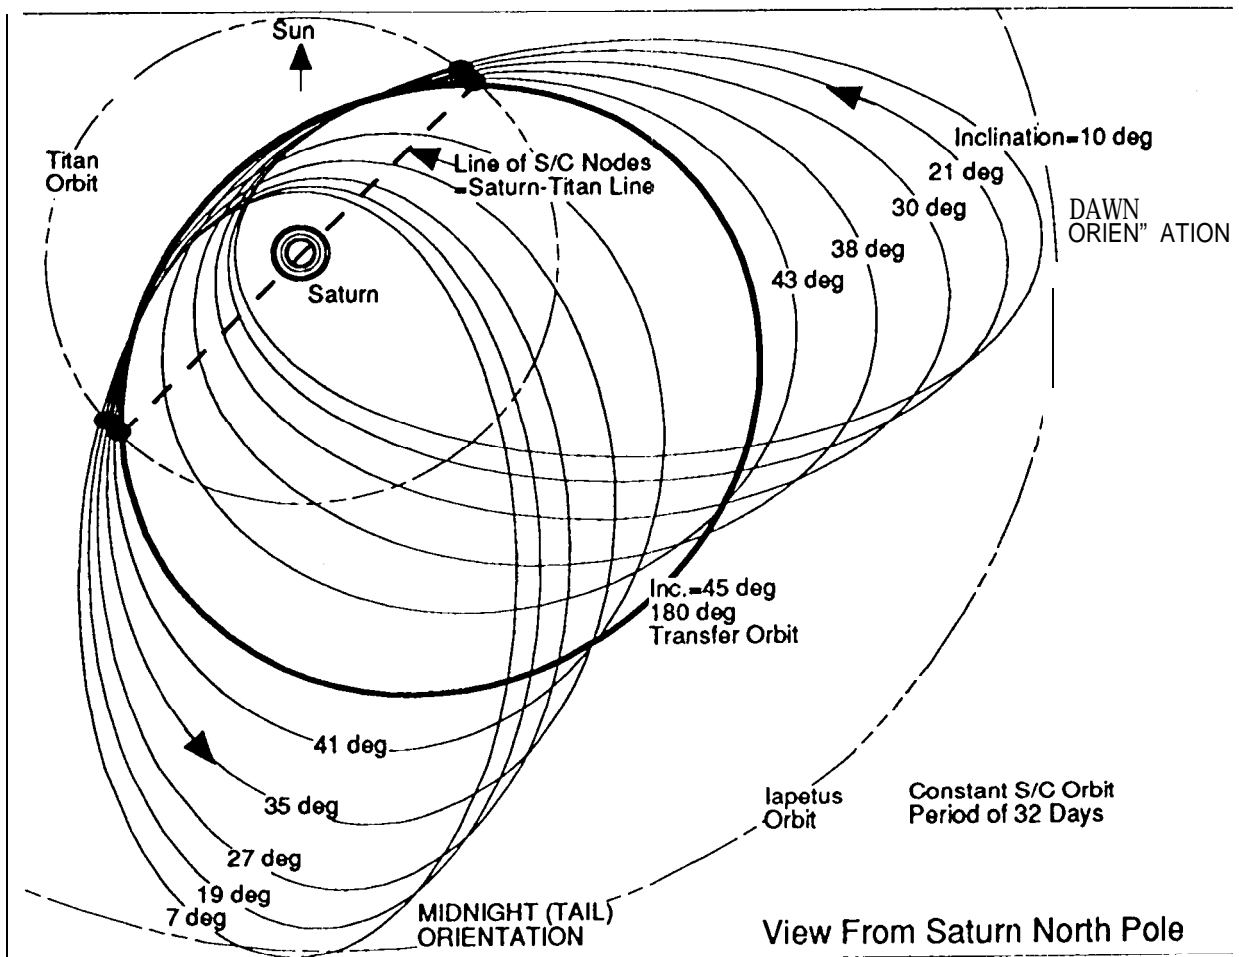 Sun
Titan
Orbit
Line of S/C Nodes
=Saturn-Titan Line
Saturn
Inclination=10 deg
21 deg
30 deg
38 deg
43 deg
DAWN
ORIEN" ATION
Inc.=45 deg
180 deg
Transfer Orbit
41 deg
35 deg
27 deg
19 deg
7 deg
MIDNIGHT (TAIL)
ORIENTATION
Iapetus
Orbit
Constant S/C Orbit
Period of 32 Days
View From Saturn North Pole